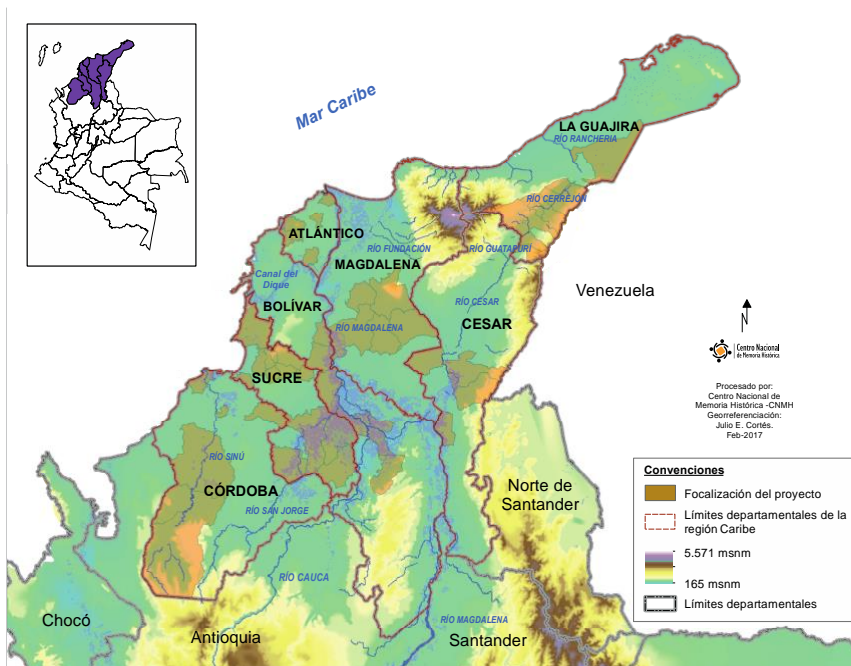 Mar Caribe
LA GUAJIRA
RÍO RANCHERIA
RÍO CERREJÓN
ATLÁNTICO
RÍO FUNDACIÓN
RÍO GUATAPURÍ
MAGDALENA
Canal del
Dique
BOLÍVAR
RÍO CESAR
Venezuela
CESAR
RÍO MAGDALENA
N
Centro Nacional
de Memoria Histórica
SUCRE
Procesado por:
Centro Nacional de
Memoria Histórica -CNMH
Georreferenciación:
Julio E. Cortés.
Feb-2017
RÍO SINÚ
CÓRDOBA
RÍO SAN JORGE
Norte de
Santander
RÍO CAUCA
Chocó
Antioquia
RÍO MAGDALENA
Santander
Convenciones
Focalización del proyecto
Límites departamentales de la
región Caribe
5.571 msnm
165 msnm
Límites departamentales